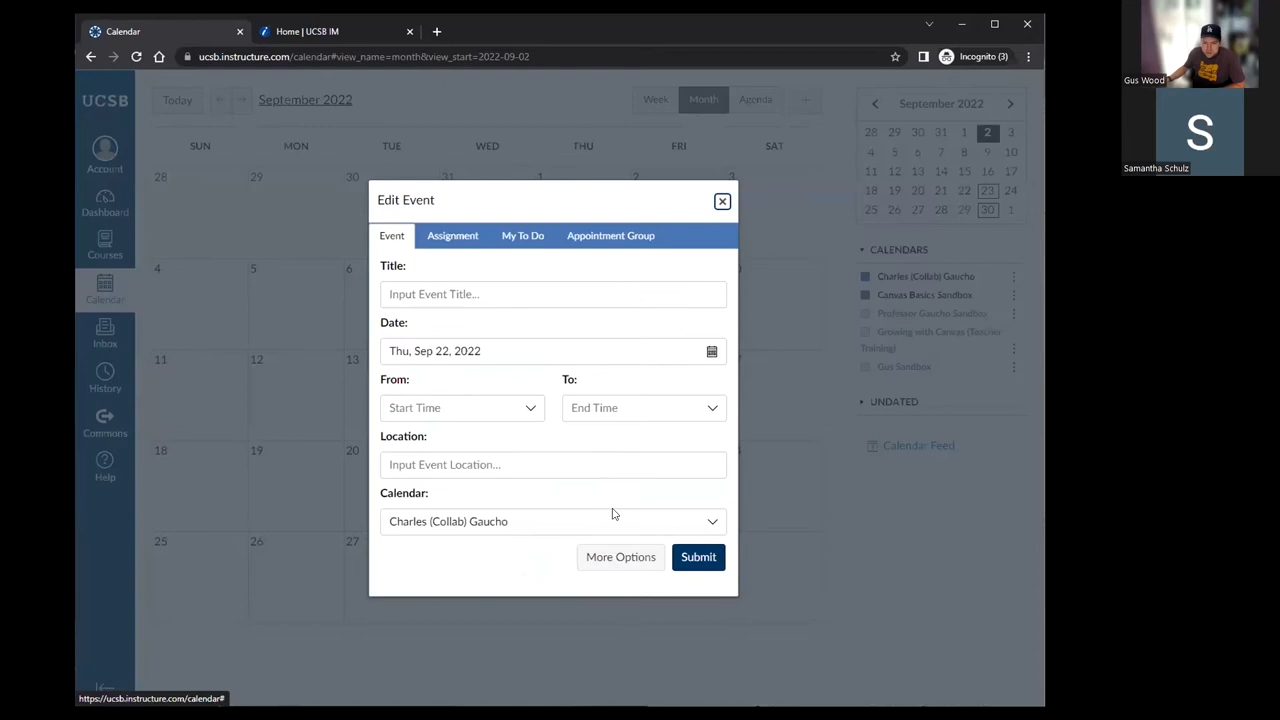 Calendar
Home | UCSB IM
ucsb.instructure.com/calendar#view_name=month&view_start=2022-09-02
Incognito (3)
UCSB
Account
Dashboard
Courses
Calendar
Inbox
History
Commons
Help
Today
September 2022
Week
Month
Agenda
SUN MON TUE WED THU FRI SAT
28 29 30 31 1 2 3
4 5 6
11 12 13
18 19 20
25 26 27
Edit Event
Event
Assignment
My To Do
Appointment Group
Title:
Input Event Title...
Date:
Thu, Sep 22, 2022
From:
To:
Start Time
End Time
Location:
Input Event Location...
Calendar:
Charles (Collab) Gaucho
More Options
Submit
September 2022
28 29 30 31 1 2 3
4 5 6 7 8 9 10
11 12 13 14 15 16 17
18 19 20 21 22 23 24
25 26 27 28 29 30 1
CALENDARS
Charles (Collab) Gaucho
Canvas Basics Sandbox
Professor Gaucho Sandbox
Growing with Canvas (Teacher
Training)
Gus Sandbox
UNDATED
Calendar Feed
https://ucsb.instructure.com/calendar#
Gus Wood
S
Samantha Schulz